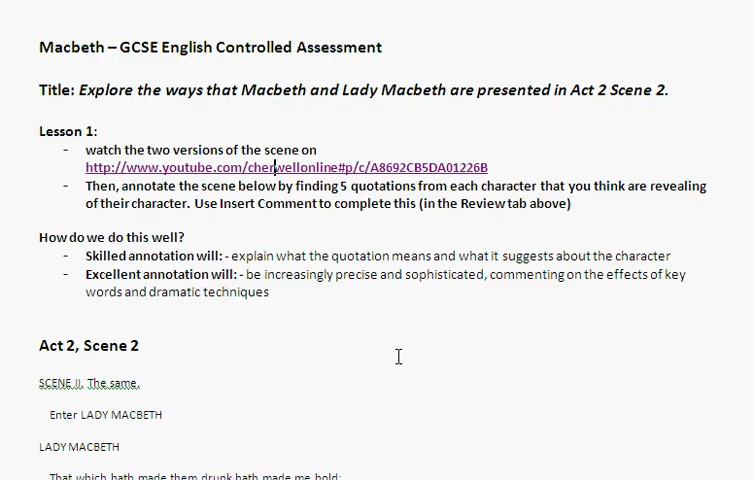 Macbeth – GCSE English Controlled Assessment
Title: Explore the ways that Macbeth and Lady Macbeth are presented in Act 2 Scene 2.
Lesson 1:
- watch the two versions of the scene on
http://www.youtube.com/cherwellonline#p/c/A8692CB5DA01226B
- Then, annotate the scene below by finding 5 quotations from each character that you think are revealing
of their character. Use Insert Comment to complete this (in the Review tab above)
How do we do this well?
- Skilled annotation will: - explain what the quotation means and what it suggests about the character
- Excellent annotation will: - be increasingly precise and sophisticated, commenting on the effects of key
words and dramatic techniques
Act 2, Scene 2
SCENE II. The same.
Enter LADY MACBETH
LADY MACBETH
That which hath made them drunk hath made me bold;